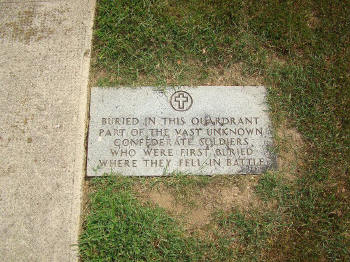 BURIED IN THIS QUARDRANT
PART OF THE VAST UNKNOWN
CONFEDERATE SOLDIERS
WHO WERE FIRST BURIED
WHERE THEY FELL IN BATTLE